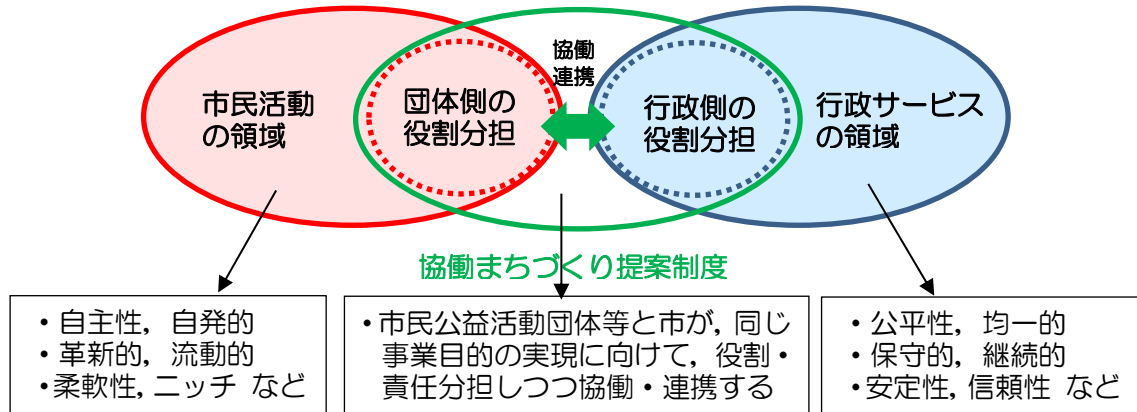 協働
連携
市民活動
の領域
団体側の
役割分担
行政側の
役割分担
行政サービス
の領域
協働まちづくり提案制度
・自主性，自発的
・革新的，流動的
・柔軟性，ニッチ など
・市民公益活動団体等と市が，同じ
事業目的の実現に向けて，役割・
責任分担しつつ協働・連携する
・公平性，均一的
・保守的，継続的
・安定性，信頼性 など